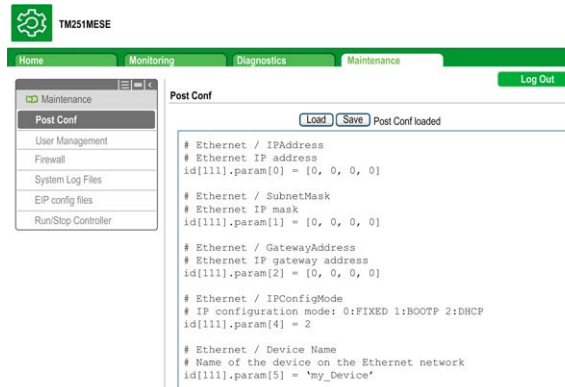 TM251MESE
Home Monitoring Diagnostics Maintenance
Log Out
Maintenance
Post Conf
User Management
Firewall
System Log Files
EIP config files
Run/Stop Controller
Post Conf
Load Save Post Conf loaded
# Ethernet / IPAddress
# Ethernet IP address
id[111].param[0] = [0, 0, 0, 0]
# Ethernet / SubnetMask
# Ethernet IP mask
id[111].param[1] = [0, 0, 0, 0]
# Ethernet / GatewayAddress
# Ethernet IP gateway address
id[111].param[2] = [0, 0, 0, 0]
# Ethernet / IPConfigMode
# IP configuration mode: 0:FIXED 1:BOOTP 2:DHCP
id[111].param[4] = 2
# Ethernet / Device Name
# Name of the device on the Ethernet network
id[111].param[5] = ‘my_Device’